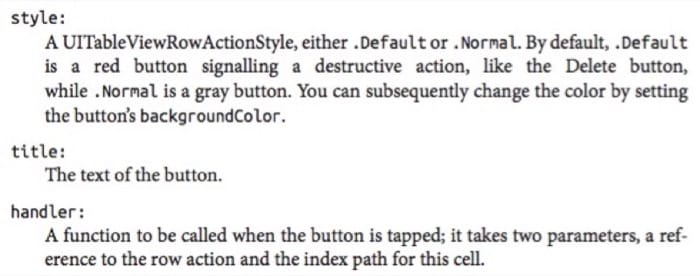 style:
A UITableViewRowActionStyle, either .Default or .Normal. By default, .Default
is a red button signalling a destructive action, like the Delete button,
while .Normal is a gray button. You can subsequently change the color by setting
the button's backgroundColor.
title:
The text of the button.
handler:
A function to be called when the button is tapped; it takes two parameters, a ref-
erence to the row action and the index path for this cell.